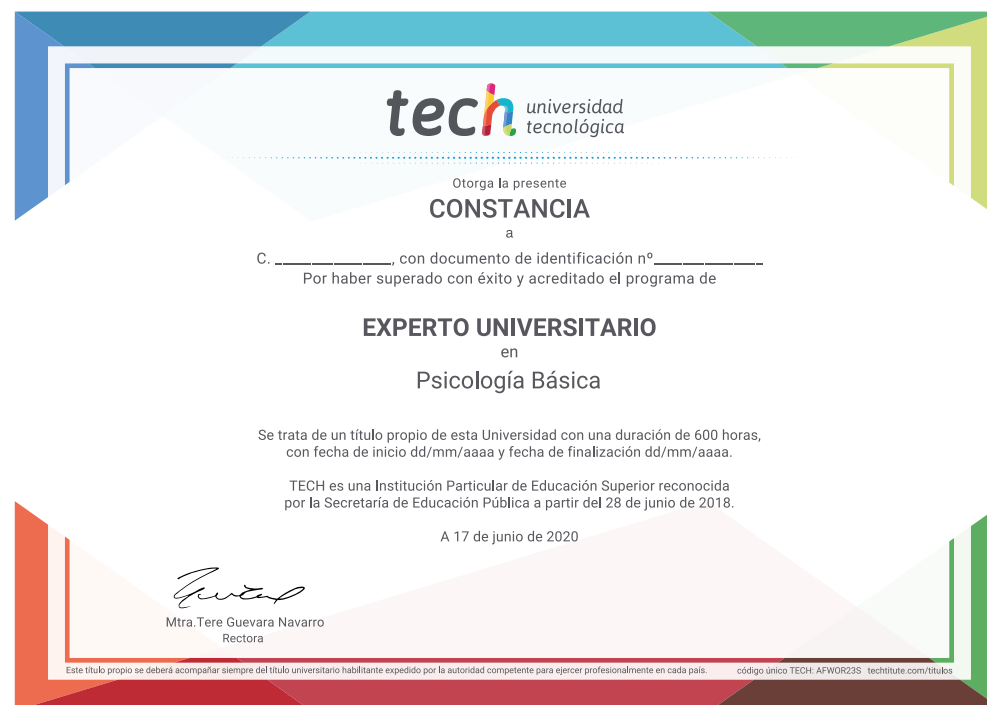 tech universidad
tecnológica
Otorga la presente
CONSTANCIA
a
C. ______________, con documento de identificación nº_____________
Por haber superado con éxito y acreditado el programa de
EXPERTO UNIVERSITARIO
en
Psicología Básica
Se trata de un título propio de esta Universidad con una duración de 600 horas,
con fecha de inicio dd/mm/aaaa y fecha de finalización dd/mm/aaaa.
TECH es una Institución Particular de Educación Superior reconocida
por la Secretaría de Educación Pública a partir del 28 de junio de 2018.
A 17 de junio de 2020
Mtra.Tere Guevara Navarro
Rectora
Este título propio se deberá acompañar siempre del título universitario habilitante expedido por la autoridad competente para ejercer profesionalmente en cada país. código único TECH: AFWOR23S techtitute.com/titulos